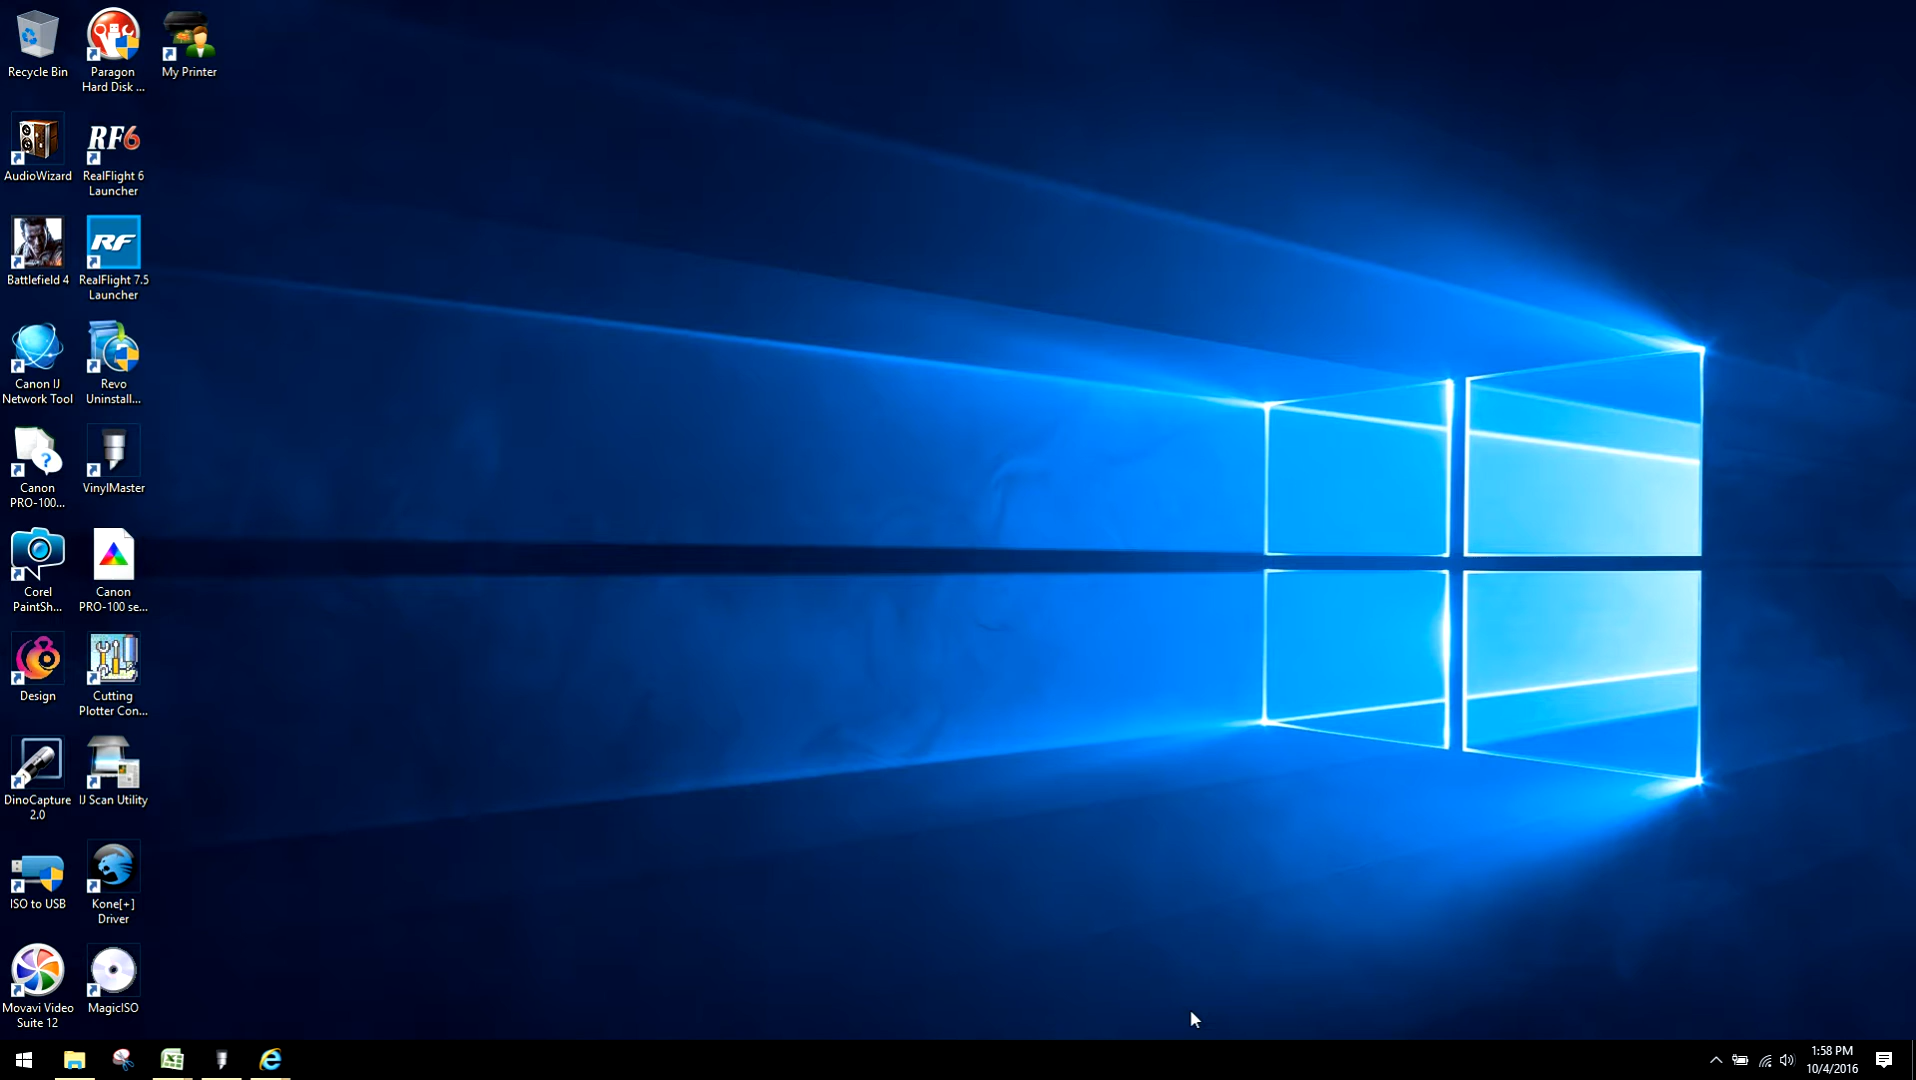 Recycle Bin
Paragon
Hard Disk ...
My Printer
AudioWizard
RF6
RealFlight 6
Launcher
Battlefield 4
RF
RealFlight 7.5
Launcher
Canon IJ
Network Tool
Revo
Uninstall...
Canon
PRO-100...
VinylMaster
Corel
PaintSh...
Canon
PRO-100 se...
Design
Cutting
Plotter Con...
DinoCapture
2.0
IJ Scan Utility
ISO to USB
Kone[+]
Driver
Movavi Video
Suite 12
MagicISO
1:58 PM
10/4/2016